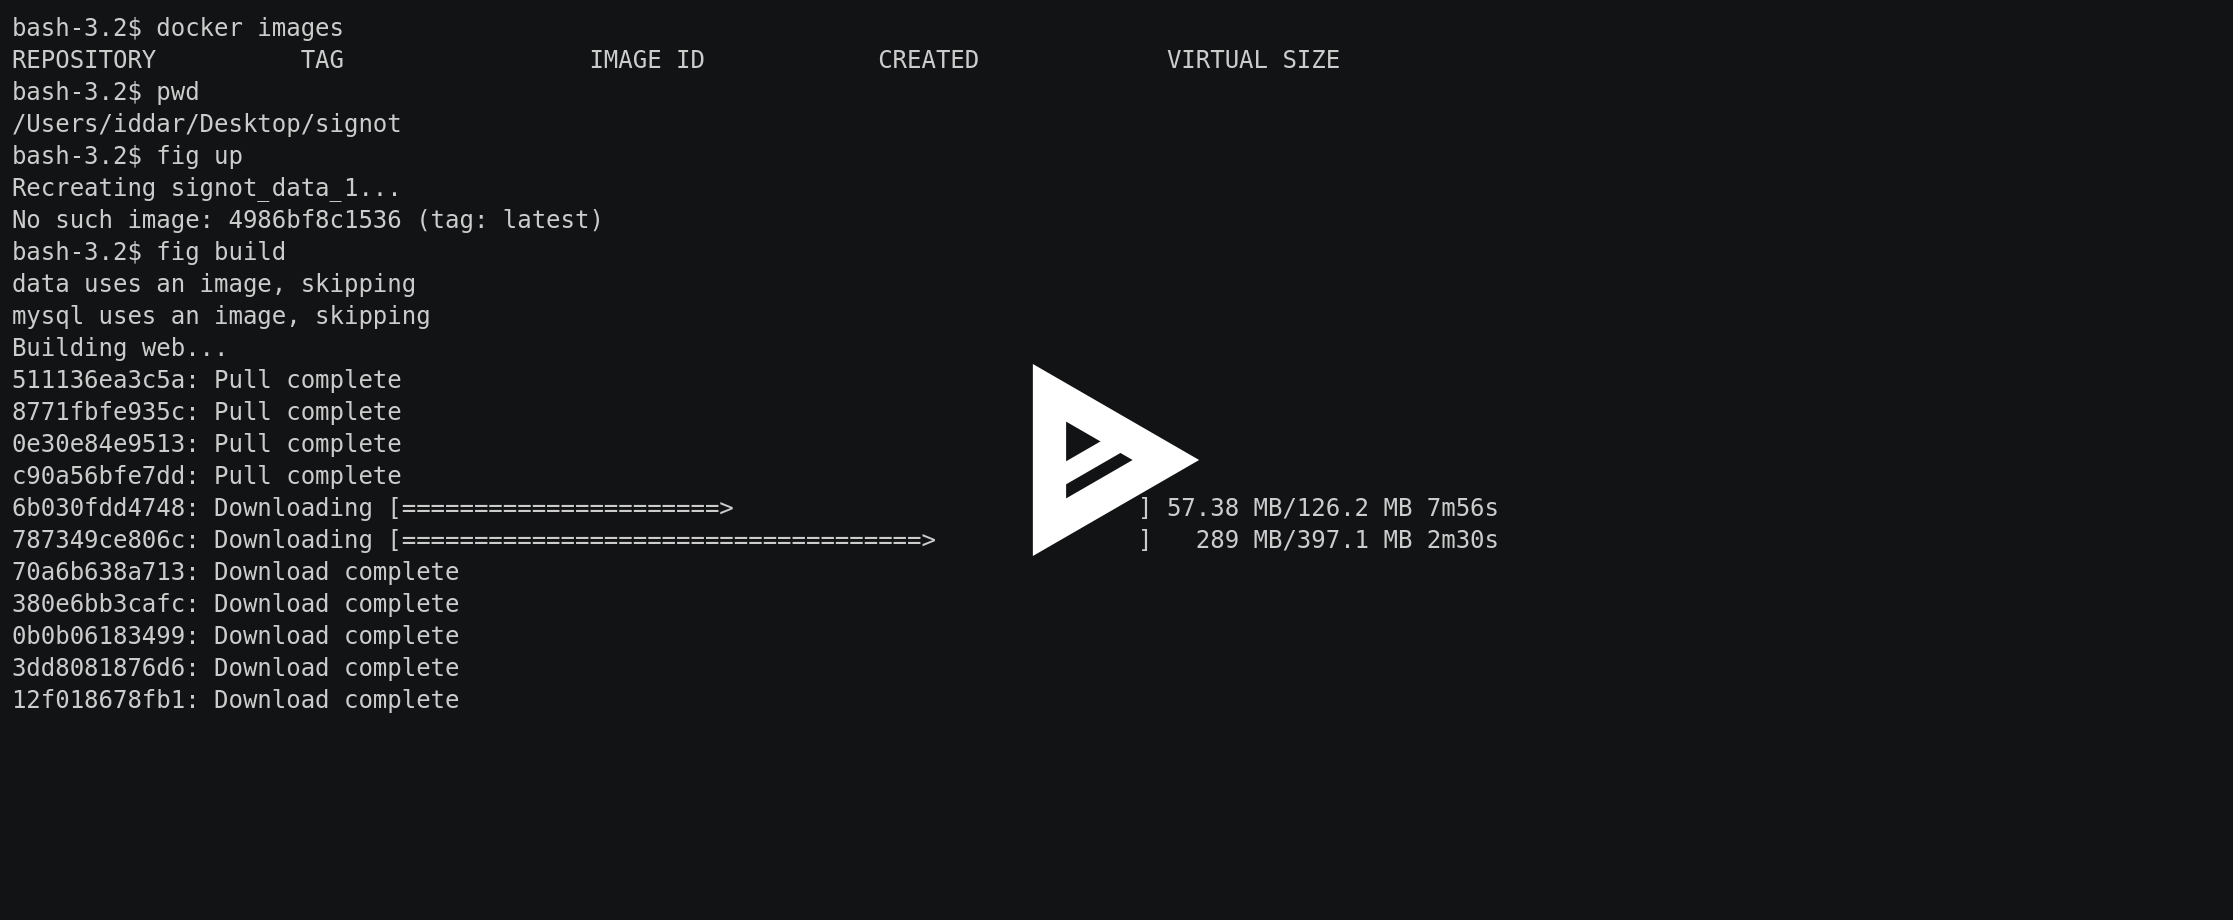 bash-3.2$ docker images
REPOSITORY          TAG                 IMAGE ID            CREATED             VIRTUAL SIZE
bash-3.2$ pwd
/Users/iddar/Desktop/signot
bash-3.2$ fig up
Recreating signot_data_1...
No such image: 4986bf8c1536 (tag: latest)
bash-3.2$ fig build
data uses an image, skipping
mysql uses an image, skipping
Building web...
511136ea3c5a: Pull complete
8771fbfe935c: Pull complete
0e30e84e9513: Pull complete
c90a56bfe7dd: Pull complete
6b030fdd4748: Downloading [======================>                            ] 57.38 MB/126.2 MB 7m56s
787349ce806c: Downloading [====================================>              ]   289 MB/397.1 MB 2m30s
70a6b638a713: Download complete
380e6bb3cafc: Download complete
0b0b06183499: Download complete
3dd8081876d6: Download complete
12f018678fb1: Download complete